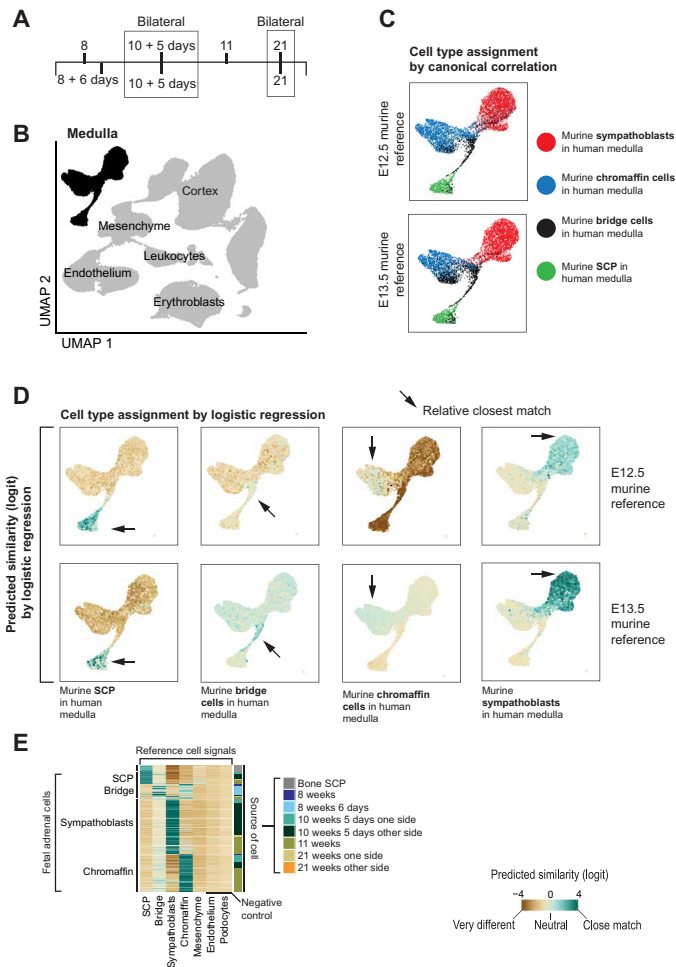 A
Bilateral
Bilateral
8
10 + 5 days
11
21
8 + 6 days
10 + 5 days
21
B
Medulla
Cortex
Mesenchyme
Leukocytes
Endothelium
Erythroblasts
UMAP 2
UMAP 1
C
Cell type assignment
by canonical correlation
E12.5 murine
reference
E13.5 murine
reference
Murine sympathoblasts
in human medulla
Murine chromaffin cells
in human medulla
Murine bridge cells
in human medulla
Murine SCP in
human medulla
D
Cell type assignment by logistic regression
Relative closest match
Predicted similarity (logit)
by logistic regression
E12.5
murine
reference
E13.5
murine
reference
Murine SCP
in human
medulla
Murine bridge
cells in human
medulla
Murine chromaffin
cells in human
medulla
Murine
sympathoblasts
in human medulla
E
Reference cell signals
Fetal adrenal cells
SCP
Bridge
Sympathoblasts
Chromaffin
SCP
Bridge
Sympathoblasts
Chromaffin
Mesenchyme
Endothelium
Podocytes
Negative
control
Source of cell
Bone SCP
8 weeks
8 weeks 6 days
10 weeks 5 days one side
10 weeks 5 days other side
11 weeks
21 weeks one side
21 weeks other side
Predicted similarity (logit)
−4
0
4
Very different
Neutral
Close match